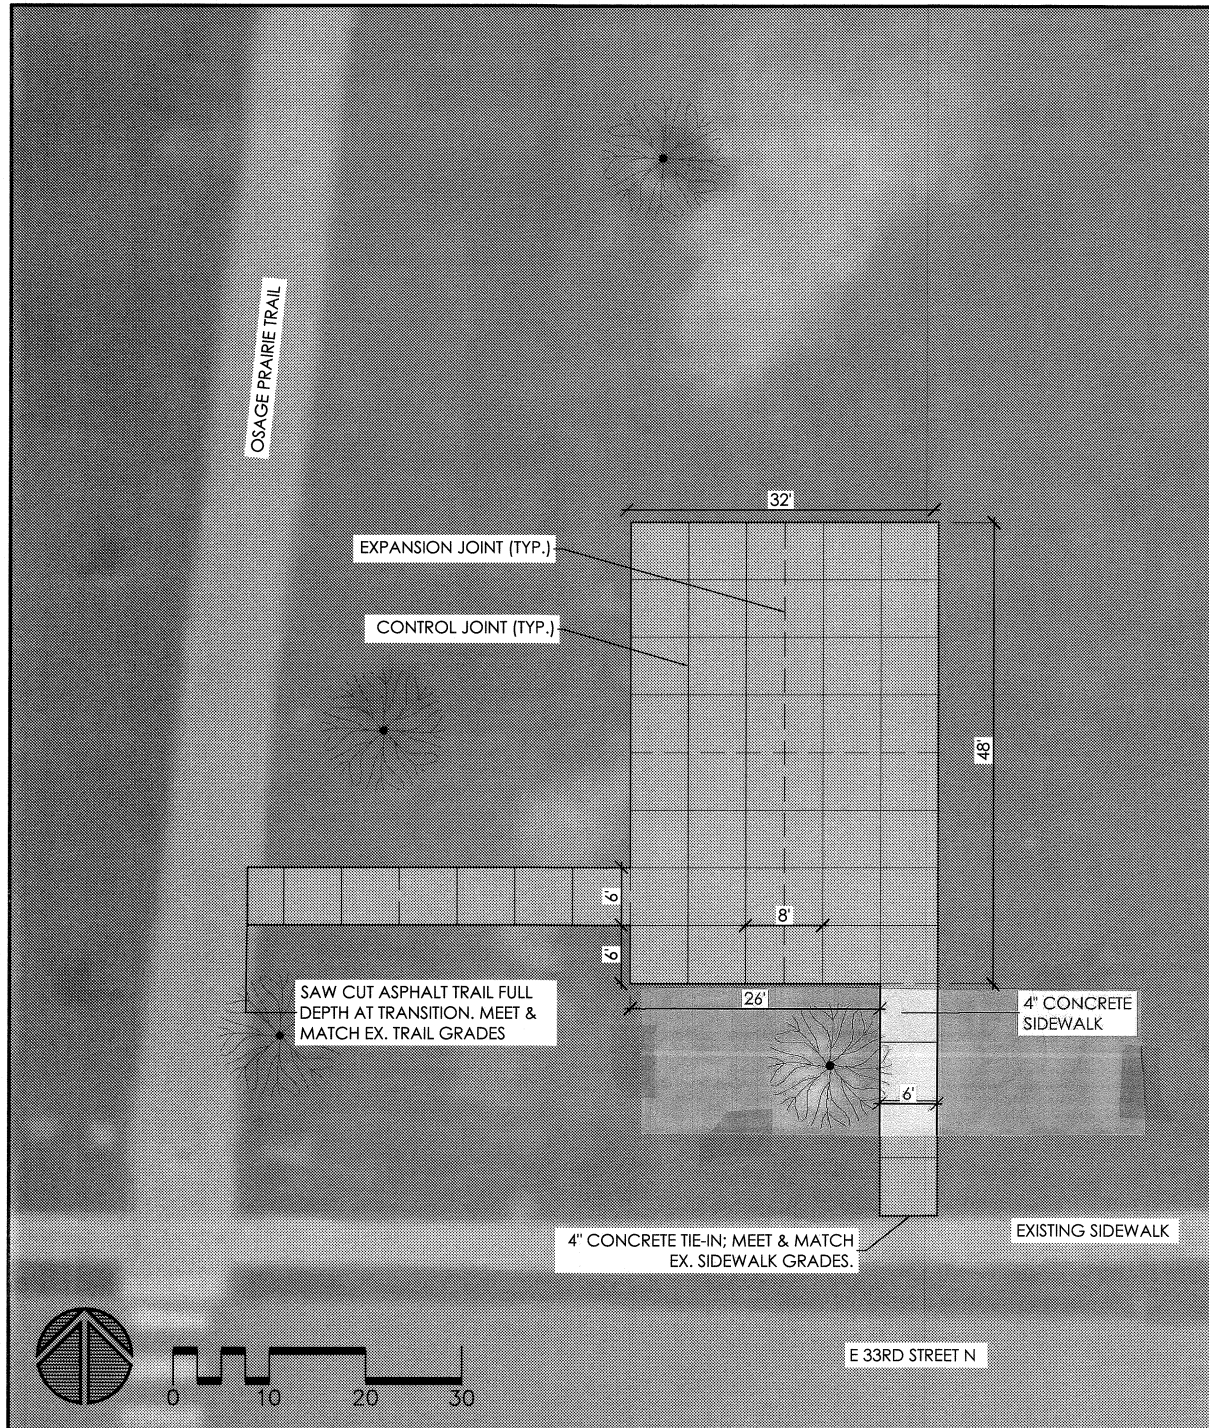 OSAGE PRAIRIE TRAIL
32'
EXPANSION JOINT (TYP.)
CONTROL JOINT (TYP.)
48'
6'
8'
6'
SAW CUT ASPHALT TRAIL FULL
DEPTH AT TRANSITION. MEET &
MATCH EX. TRAIL GRADES
26'
4" CONCRETE
SIDEWALK
6'
4" CONCRETE TIE-IN; MEET & MATCH
EX. SIDEWALK GRADES.
EXISTING SIDEWALK
E 33RD STREET N
0 10 20 30